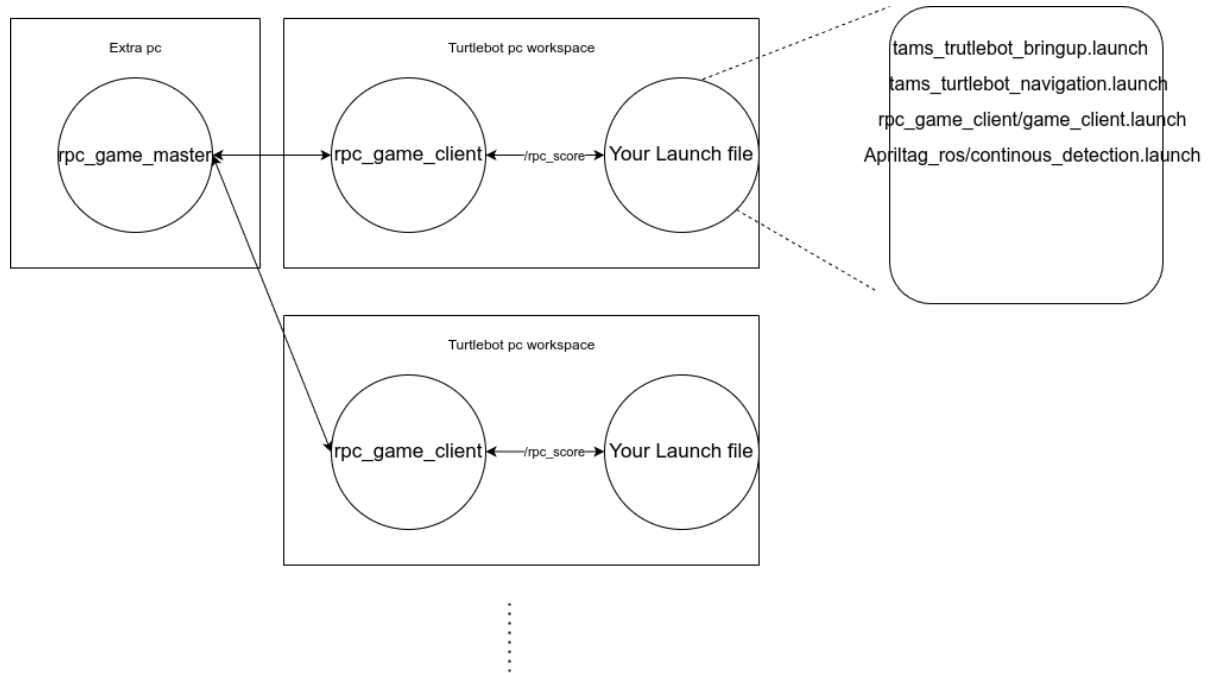 Extra pc
rpc_game_master
Turtlebot pc workspace
rpc_game_client
/rpc_score
Your Launch file
tams_trutlebot_bringup.launch
tams_turtlebot_navigation.launch
rpc_game_client/game_client.launch
Apriltag_ros/continous_detection.launch
Turtlebot pc workspace
rpc_game_client
/rpc_score
Your Launch file